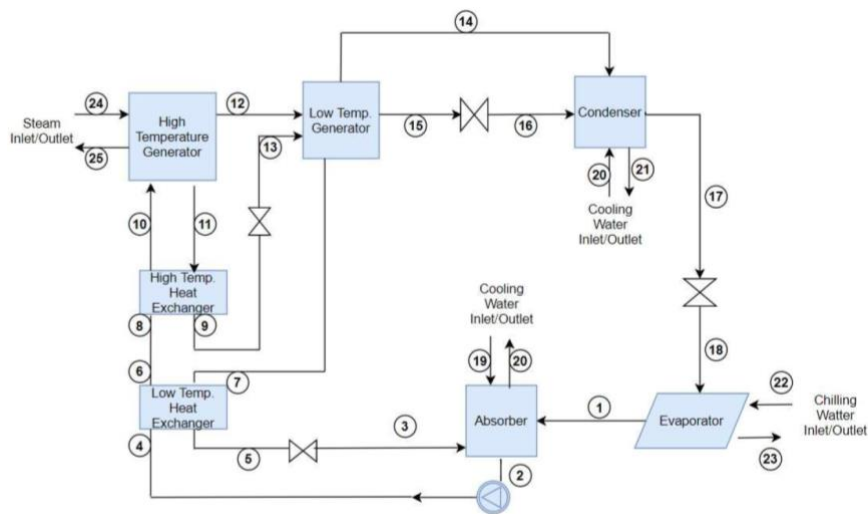 14
24
12
15
16
Steam
Inlet/Outlet
High
Temperature
Generator
Low Temp.
Generator
Condenser
25
13
20
21
17
10
11
Cooling
Water
Inlet/Outlet
High Temp.
Heat
Exchanger
Cooling
Water
Inlet/Outlet
8
9
18
6
7
19
20
22
Low Temp.
Heat
Exchanger
Absorber
1
Evaporator
Chilling
Watter
Inlet/Outlet
3
4
5
23
2